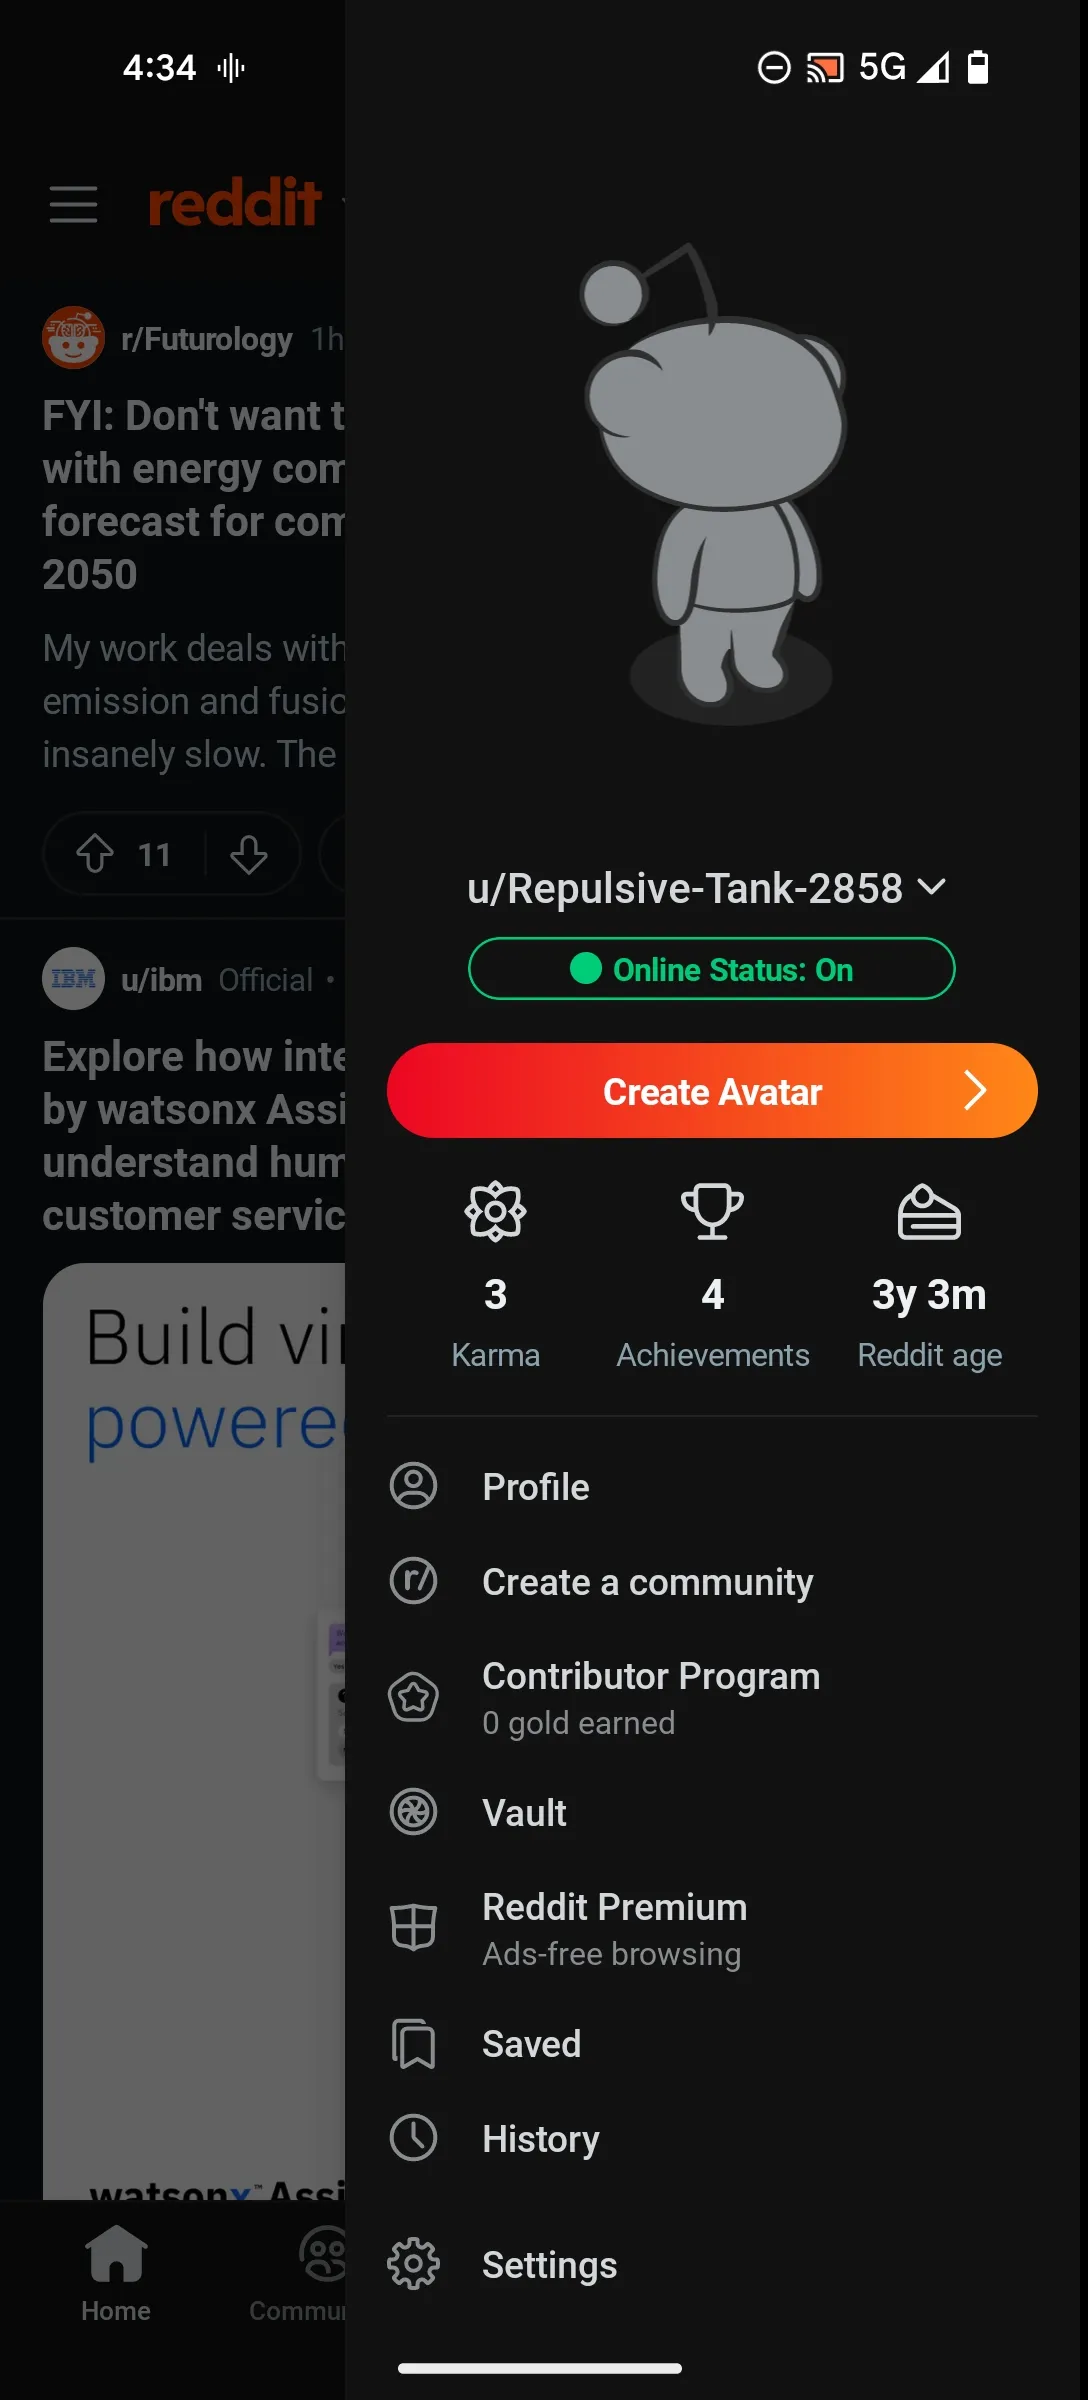 4:34
5G
reddit
r/Futurology 1h
FYI: Don't want t
with energy com
forecast for com
2050
My work deals with
emission and fusio
insanely slow. The
11
IBM
u/ibm Official •
Explore how inte
by watsonx Assi
understand hum
customer servic
Build vir
powere
watsonx™ Assi
Home
Commun
u/Repulsive-Tank-2858
Online Status: On
Create Avatar
3
Karma
4
Achievements
3y 3m
Reddit age
Profile
r/
Create a community
Contributor Program
0 gold earned
Vault
Reddit Premium
Ads-free browsing
Saved
History
Settings